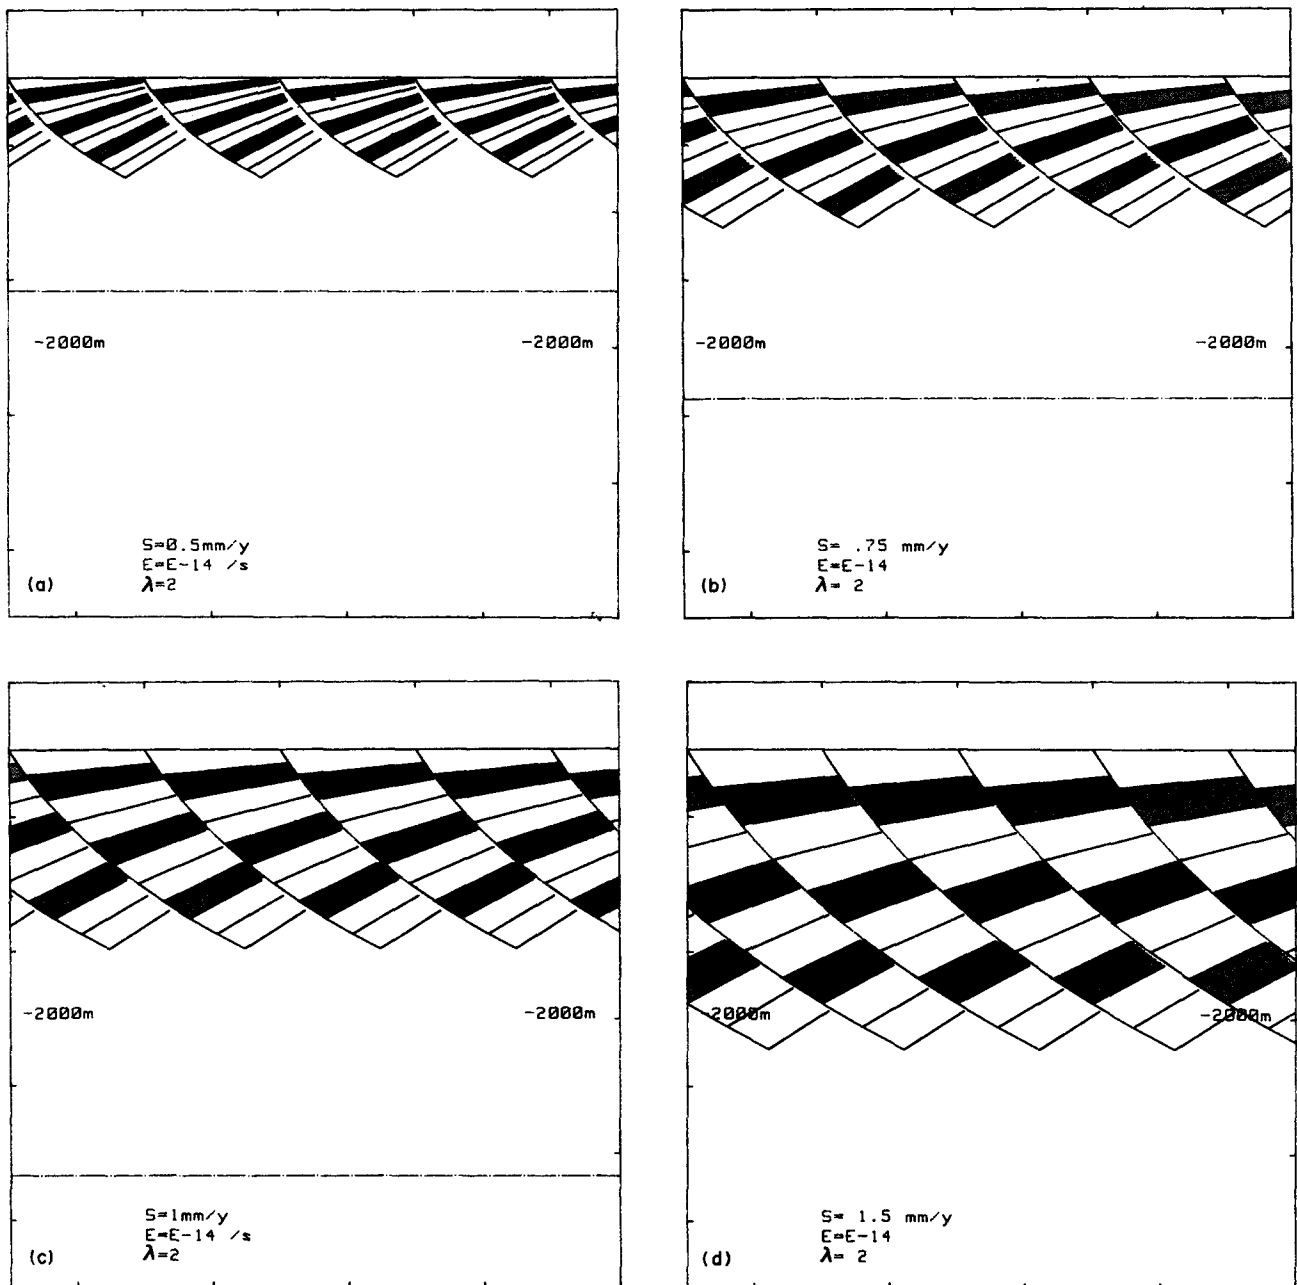 -2000m
-2000m
S=0.5mm/y
E=E-14 /s
(a)
λ=2
-2000m
-2000m
S= .75 mm/y
E=E-14
(b)
λ= 2
-2000m
-2000m
S=1mm/y
E=E-14 /s
(c)
λ=2
-2000m
-2000m
S= 1.5 mm/y
E=E-14
(d)
λ= 2